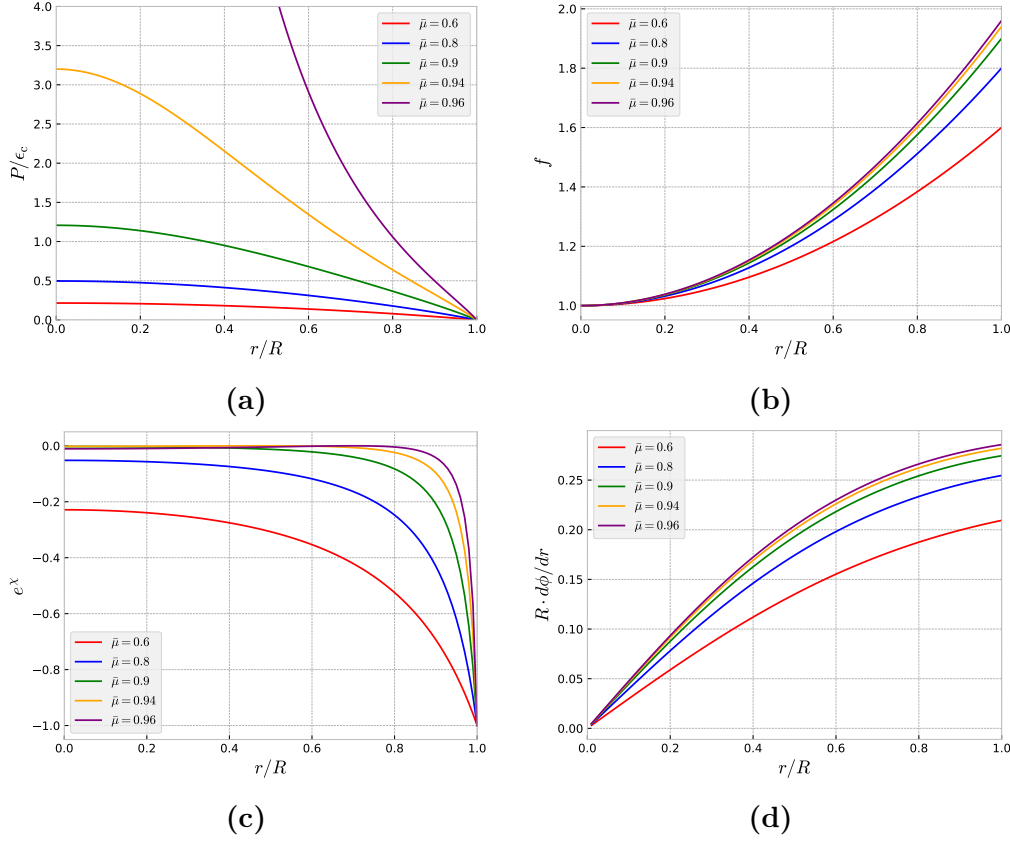 4.0
3.5
3.0
2.5
2.0
1.5
1.0
0.5
0.0
P/ϵ_c
μ̄ = 0.6
μ̄ = 0.8
μ̄ = 0.9
μ̄ = 0.94
μ̄ = 0.96
0.0 0.2 0.4 0.6 0.8 1.0
r/R
(a)
2.0
1.8
1.6
1.4
1.2
1.0
f
μ̄ = 0.6
μ̄ = 0.8
μ̄ = 0.9
μ̄ = 0.94
μ̄ = 0.96
0.0 0.2 0.4 0.6 0.8 1.0
r/R
(b)
0.0
−0.2
−0.4
−0.6
−0.8
−1.0
e^χ
μ̄ = 0.6
μ̄ = 0.8
μ̄ = 0.9
μ̄ = 0.94
μ̄ = 0.96
0.0 0.2 0.4 0.6 0.8 1.0
r/R
(c)
0.25
0.20
0.15
0.10
0.05
0.00
R · dϕ/dr
μ̄ = 0.6
μ̄ = 0.8
μ̄ = 0.9
μ̄ = 0.94
μ̄ = 0.96
0.0 0.2 0.4 0.6 0.8 1.0
r/R
(d)